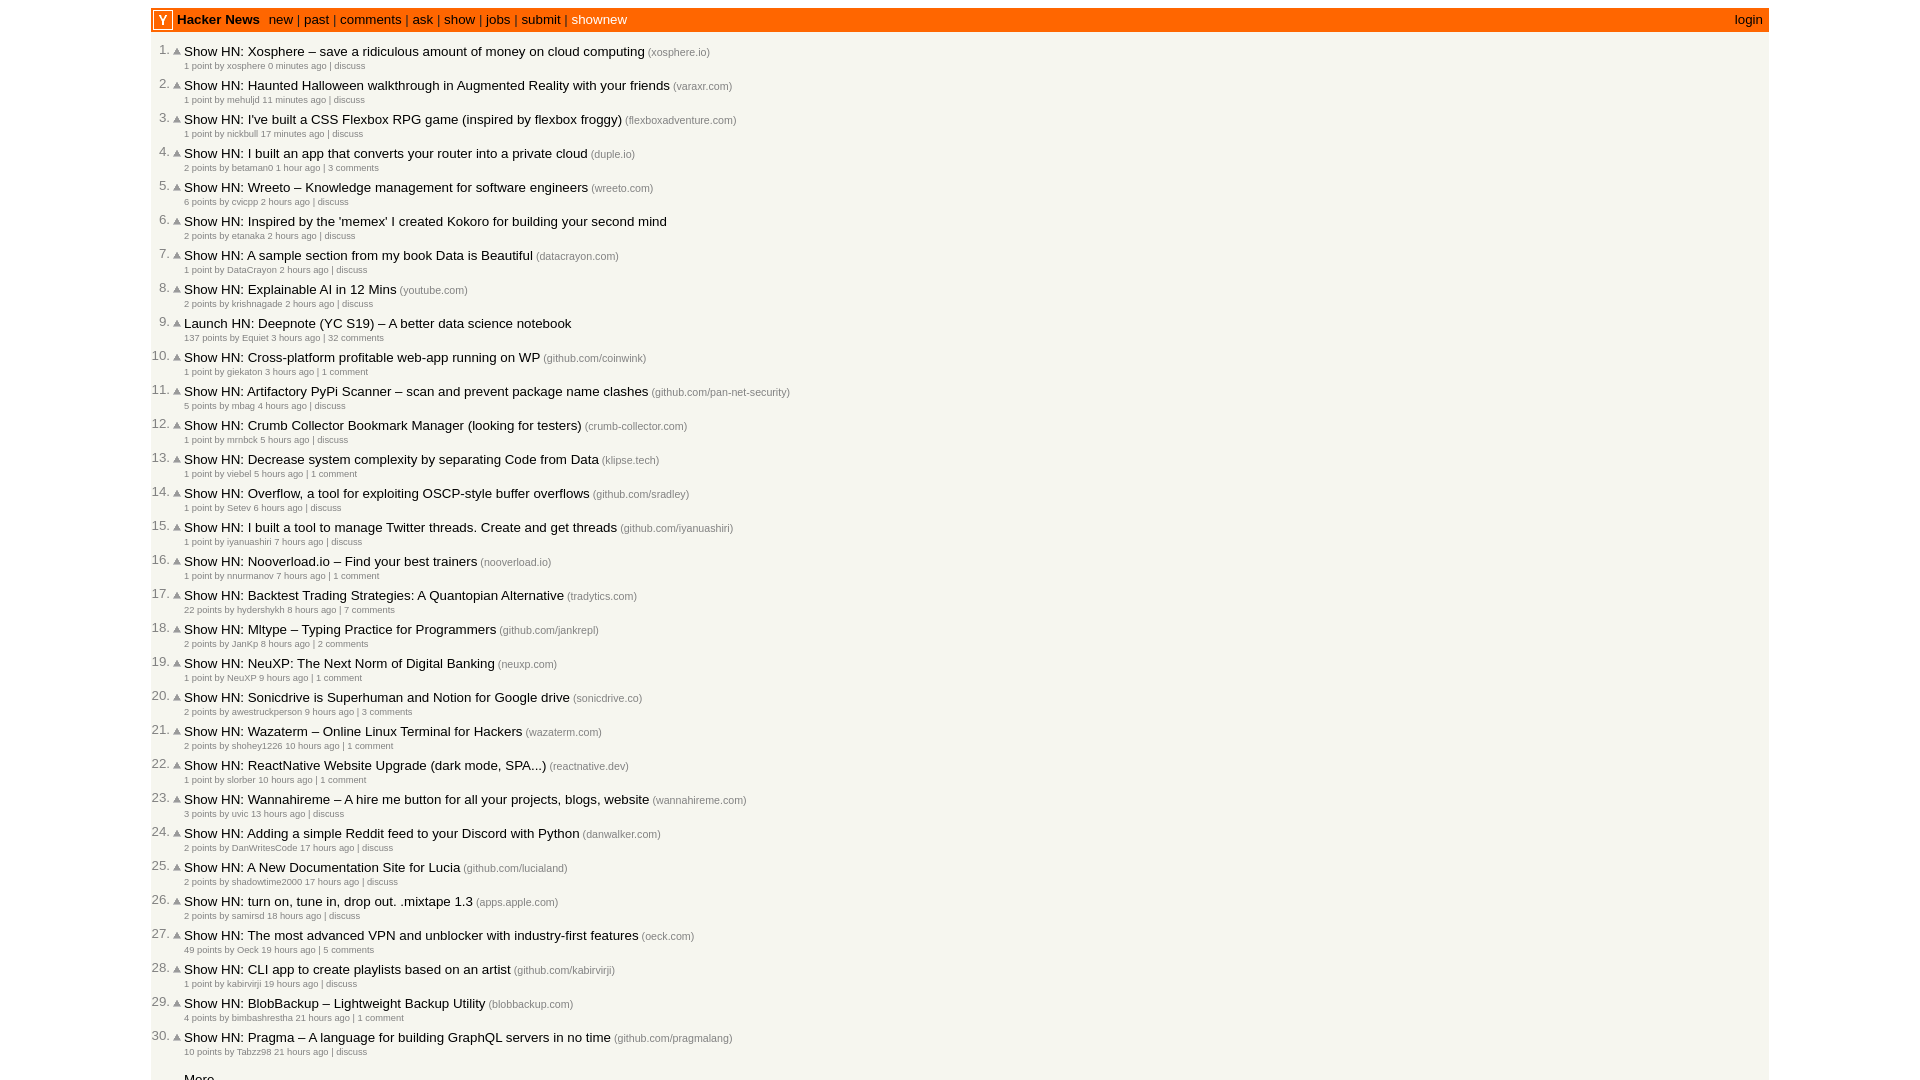 Y Hacker News new | past | comments | ask | show | jobs | submit | shownew login
1. Show HN: Xosphere – save a ridiculous amount of money on cloud computing (xosphere.io)
1 point by xosphere 0 minutes ago | discuss
2. Show HN: Haunted Halloween walkthrough in Augmented Reality with your friends (varaxr.com)
1 point by mehuljd 11 minutes ago | discuss
3. Show HN: I've built a CSS Flexbox RPG game (inspired by flexbox froggy) (flexboxadventure.com)
1 point by nickbull 17 minutes ago | discuss
4. Show HN: I built an app that converts your router into a private cloud (duple.io)
2 points by betaman0 1 hour ago | 3 comments
5. Show HN: Wreeto – Knowledge management for software engineers (wreeto.com)
6 points by cvicpp 2 hours ago | discuss
6. Show HN: Inspired by the 'memex' I created Kokoro for building your second mind
2 points by etanaka 2 hours ago | discuss
7. Show HN: A sample section from my book Data is Beautiful (datacrayon.com)
1 point by DataCrayon 2 hours ago | discuss
8. Show HN: Explainable AI in 12 Mins (youtube.com)
2 points by krishnagade 2 hours ago | discuss
9. Launch HN: Deepnote (YC S19) – A better data science notebook
137 points by Equiet 3 hours ago | 32 comments
10. Show HN: Cross-platform profitable web-app running on WP (github.com/coinwink)
1 point by giekaton 3 hours ago | 1 comment
11. Show HN: Artifactory PyPi Scanner – scan and prevent package name clashes (github.com/pan-net-security)
5 points by mbag 4 hours ago | discuss
12. Show HN: Crumb Collector Bookmark Manager (looking for testers) (crumb-collector.com)
1 point by mrnbck 5 hours ago | discuss
13. Show HN: Decrease system complexity by separating Code from Data (klipse.tech)
1 point by viebel 5 hours ago | 1 comment
14. Show HN: Overflow, a tool for exploiting OSCP-style buffer overflows (github.com/sradley)
1 point by Setev 6 hours ago | discuss
15. Show HN: I built a tool to manage Twitter threads. Create and get threads (github.com/iyanuashiri)
1 point by iyanuashiri 7 hours ago | discuss
16. Show HN: Nooverload.io – Find your best trainers (nooverload.io)
1 point by nnurmanov 7 hours ago | 1 comment
17. Show HN: Backtest Trading Strategies: A Quantopian Alternative (tradytics.com)
22 points by hydershykh 8 hours ago | 7 comments
18. Show HN: Mltype – Typing Practice for Programmers (github.com/jankrepl)
2 points by JanKp 8 hours ago | 2 comments
19. Show HN: NeuXP: The Next Norm of Digital Banking (neuxp.com)
1 point by NeuXP 9 hours ago | 1 comment
20. Show HN: Sonicdrive is Superhuman and Notion for Google drive (sonicdrive.co)
2 points by awestruckperson 9 hours ago | 3 comments
21. Show HN: Wazaterm – Online Linux Terminal for Hackers (wazaterm.com)
2 points by shohey1226 10 hours ago | 1 comment
22. Show HN: ReactNative Website Upgrade (dark mode, SPA...) (reactnative.dev)
1 point by slorber 10 hours ago | 1 comment
23. Show HN: Wannahireme – A hire me button for all your projects, blogs, website (wannahireme.com)
3 points by uvic 13 hours ago | discuss
24. Show HN: Adding a simple Reddit feed to your Discord with Python (danwalker.com)
2 points by DanWritesCode 17 hours ago | discuss
25. Show HN: A New Documentation Site for Lucia (github.com/lucialand)
2 points by shadowtime2000 17 hours ago | discuss
26. Show HN: turn on, tune in, drop out. .mixtape 1.3 (apps.apple.com)
2 points by samirsd 18 hours ago | discuss
27. Show HN: The most advanced VPN and unblocker with industry-first features (oeck.com)
49 points by Oeck 19 hours ago | 5 comments
28. Show HN: CLI app to create playlists based on an artist (github.com/kabirvirji)
1 point by kabirvirji 19 hours ago | discuss
29. Show HN: BlobBackup – Lightweight Backup Utility (blobbackup.com)
4 points by bimbashrestha 21 hours ago | 1 comment
30. Show HN: Pragma – A language for building GraphQL servers in no time (github.com/pragmalang)
10 points by Tabzz98 21 hours ago | discuss
More